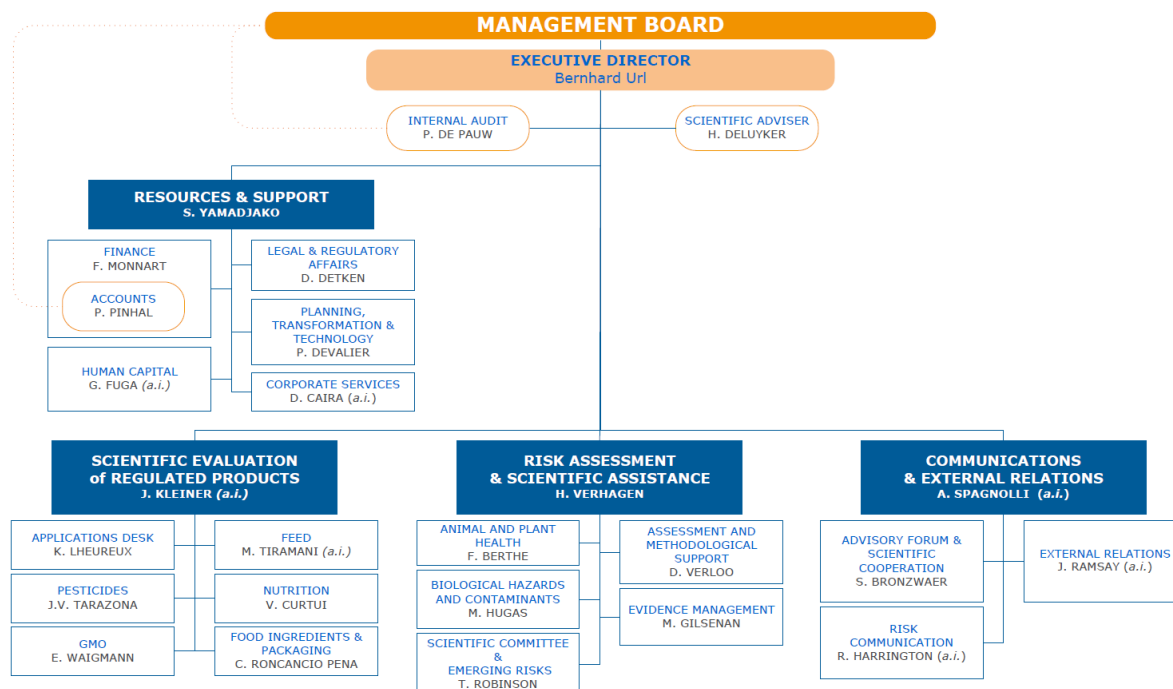 MANAGEMENT BOARD
EXECUTIVE DIRECTOR
Bernhard Url
INTERNAL AUDIT
P. DE PAUW
SCIENTIFIC ADVISER
H. DELUYKER
RESOURCES & SUPPORT
S. YAMADJAKO
FINANCE
F. MONNART
ACCOUNTS
P. PINHAL
HUMAN CAPITAL
G. FUGA (a.i.)
LEGAL & REGULATORY
AFFAIRS
D. DETKEN
PLANNING,
TRANSFORMATION &
TECHNOLOGY
P. DEVALIER
CORPORATE SERVICES
D. CAIRA (a.i.)
SCIENTIFIC EVALUATION
of REGULATED PRODUCTS
J. KLEINER (a.i.)
APPLICATIONS DESK
K. LHEUREUX
PESTICIDES
J.V. TARAZONA
GMO
E. WAIGMANN
FEED
M. TIRAMANI (a.i.)
NUTRITION
V. CURTUI
FOOD INGREDIENTS &
PACKAGING
C. RONCANCIO PENA
RISK ASSESSMENT
& SCIENTIFIC ASSISTANCE
H. VERHAGEN
ANIMAL AND PLANT
HEALTH
F. BERTHE
BIOLOGICAL HAZARDS
AND CONTAMINANTS
M. HUGAS
SCIENTIFIC COMMITTEE
&
EMERGING RISKS
T. ROBINSON
ASSESSMENT AND
METHODOLOGICAL
SUPPORT
D. VERLOO
EVIDENCE MANAGEMENT
M. GILSENAN
COMMUNICATIONS
& EXTERNAL RELATIONS
A. SPAGNOLLI (a.i.)
ADVISORY FORUM &
SCIENTIFIC
COOPERATION
S. BRONZWAER
RISK
COMMUNICATION
R. HARRINGTON (a.i.)
EXTERNAL RELATIONS
J. RAMSAY (a.i.)